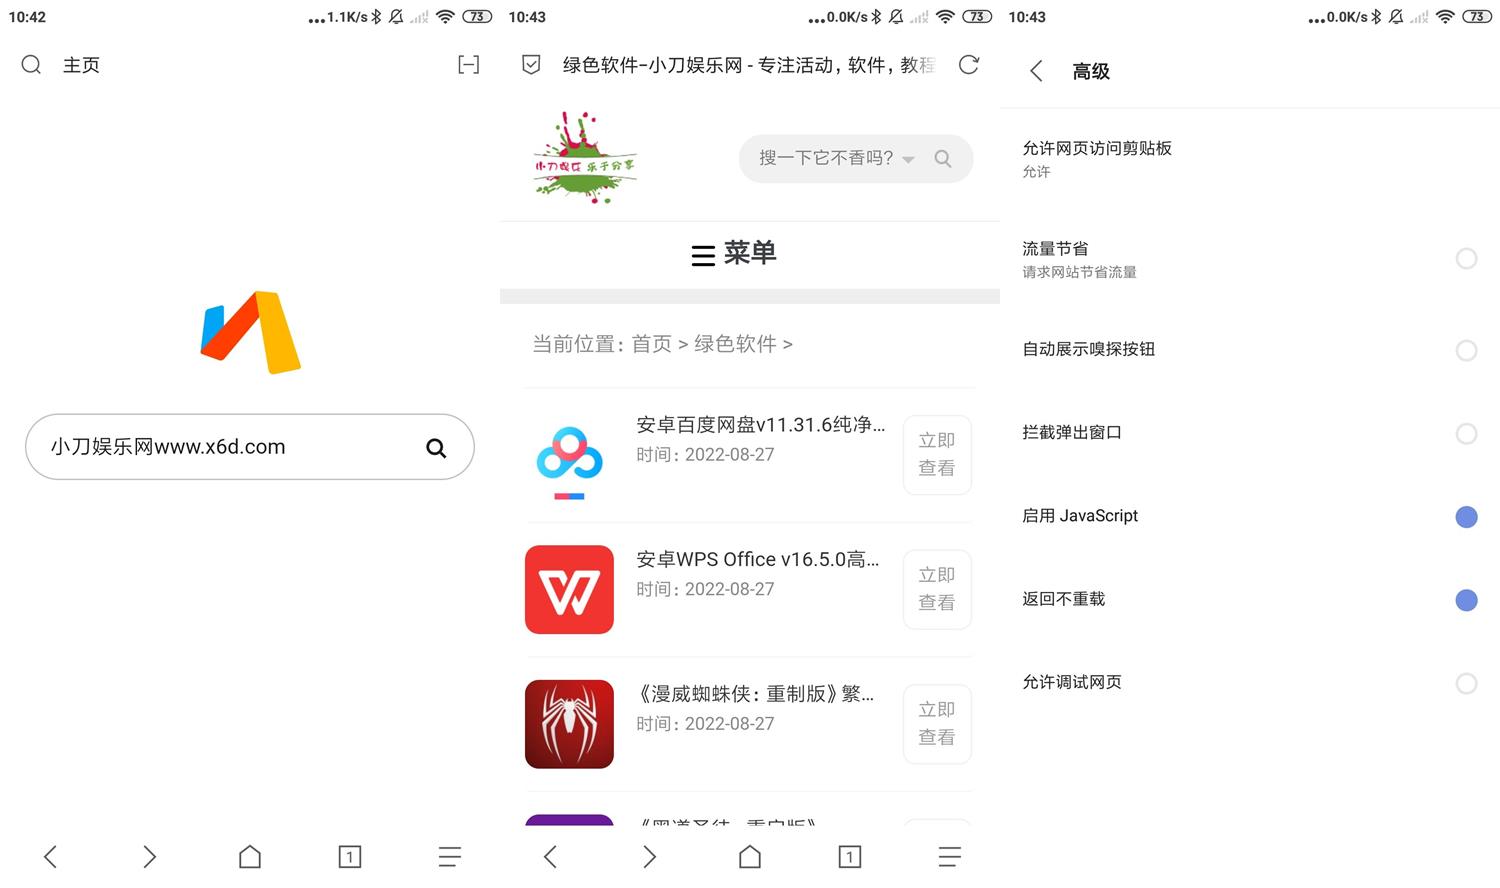 10:42
1.1K/s
73
主页
小刀娱乐网www.x6d.com
1
10:43
0.0K/s
73
绿色软件-小刀娱乐网 - 专注活动，软件，教程
小刀娱乐 乐于分享
搜一下它不香吗？
菜单
当前位置：首页 > 绿色软件 >
安卓百度网盘v11.31.6纯净...
时间：2022-08-27
立即
查看
安卓WPS Office v16.5.0高...
时间：2022-08-27
立即
查看
《漫威蜘蛛侠：重制版》繁...
时间：2022-08-27
立即
查看
1
10:43
0.0K/s
73
高级
允许网页访问剪贴板
允许
流量节省
请求网站节省流量
自动展示嗅探按钮
拦截弹出窗口
启用 JavaScript
返回不重载
允许调试网页